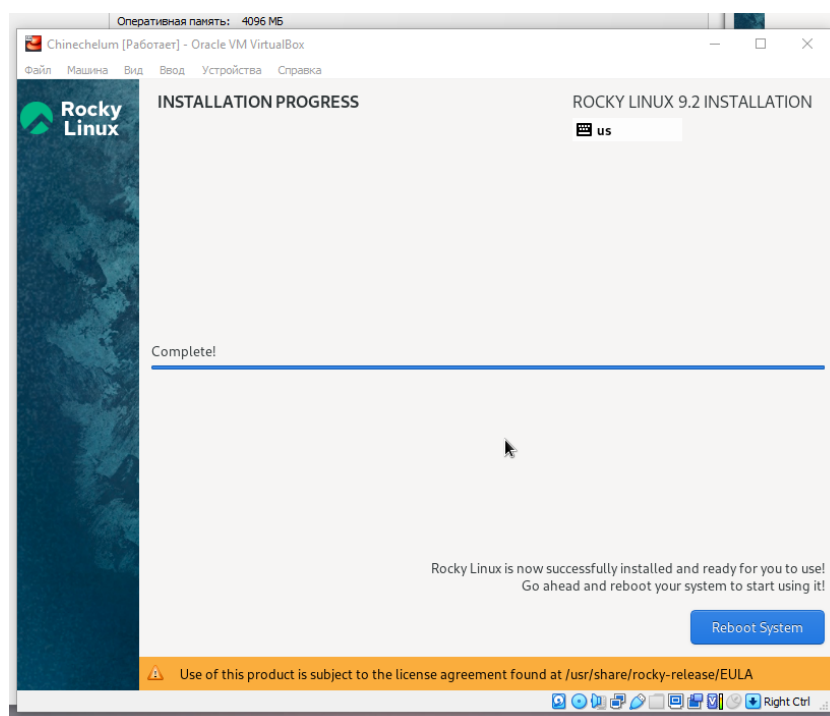 Оперативная память: 4096 МБ
Chinechelum [Работает] - Oracle VM VirtualBox
Файл Машина Вид Ввод Устройства Справка
Rocky
Linux
INSTALLATION PROGRESS
ROCKY LINUX 9.2 INSTALLATION
us
Complete!
Rocky Linux is now successfully installed and ready for you to use!
Go ahead and reboot your system to start using it!
Reboot System
Use of this product is subject to the license agreement found at /usr/share/rocky-release/EULA
Right Ctrl